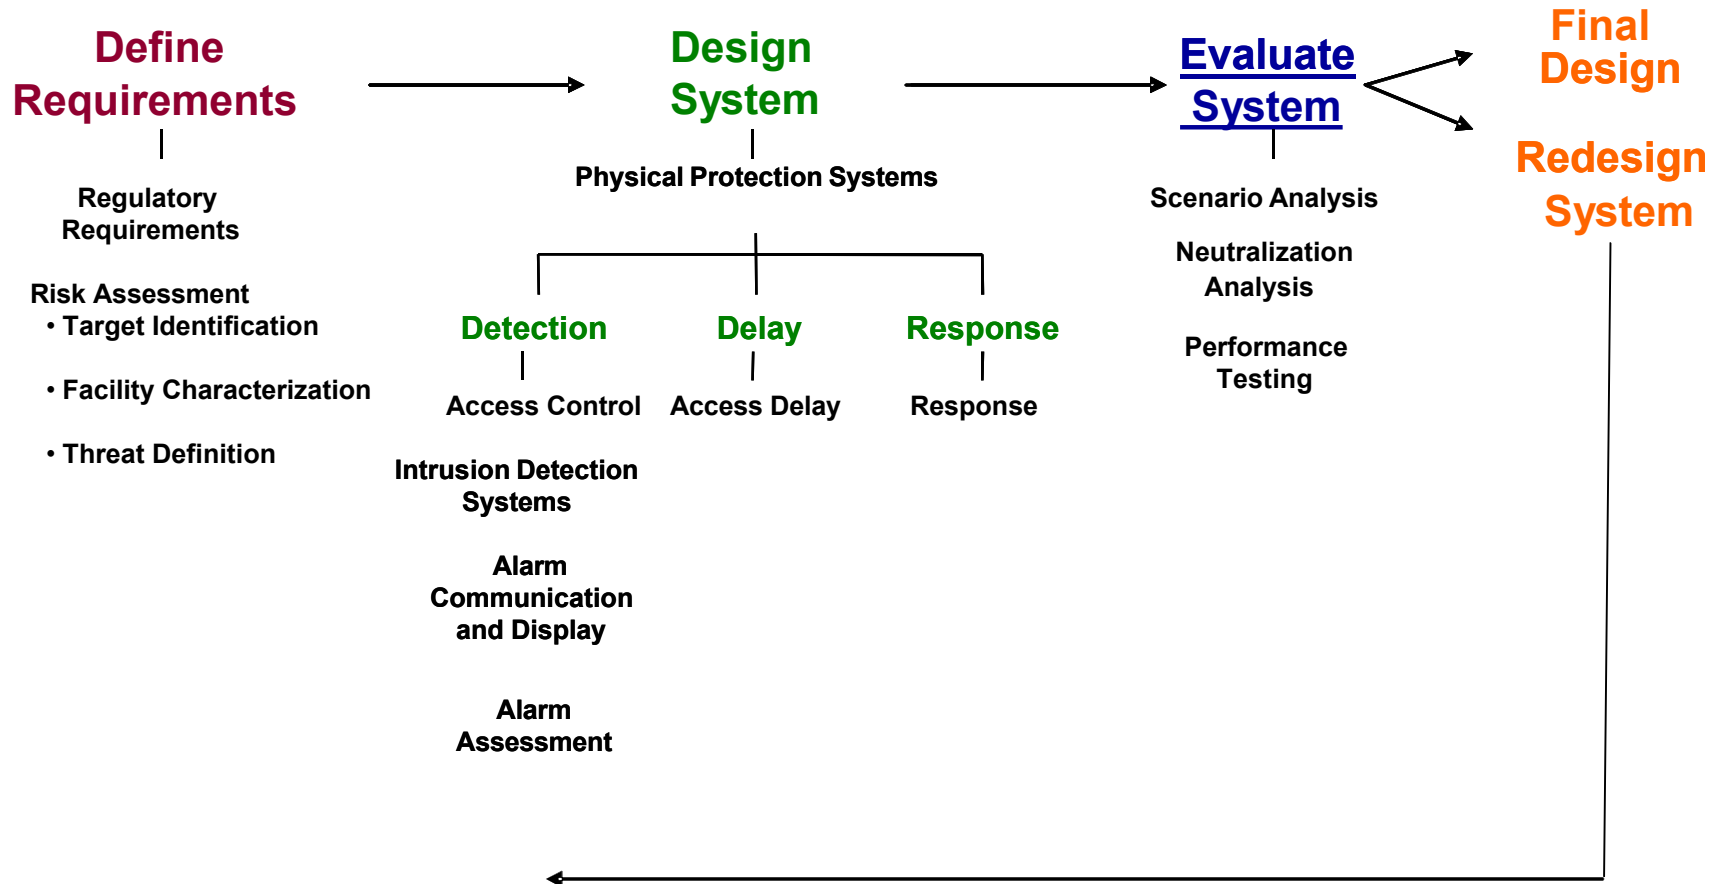 Define
Requirements
Regulatory
Requirements
Risk Assessment
• Target Identification
• Facility Characterization
• Threat Definition
Design
System
Physical Protection Systems
Detection
Access Control
Intrusion Detection
Systems
Alarm
Communication
and Display
Alarm
Assessment
Delay
Access Delay
Response
Response
Evaluate
System
Scenario Analysis
Neutralization
Analysis
Performance
Testing
Final
Design
Redesign
System